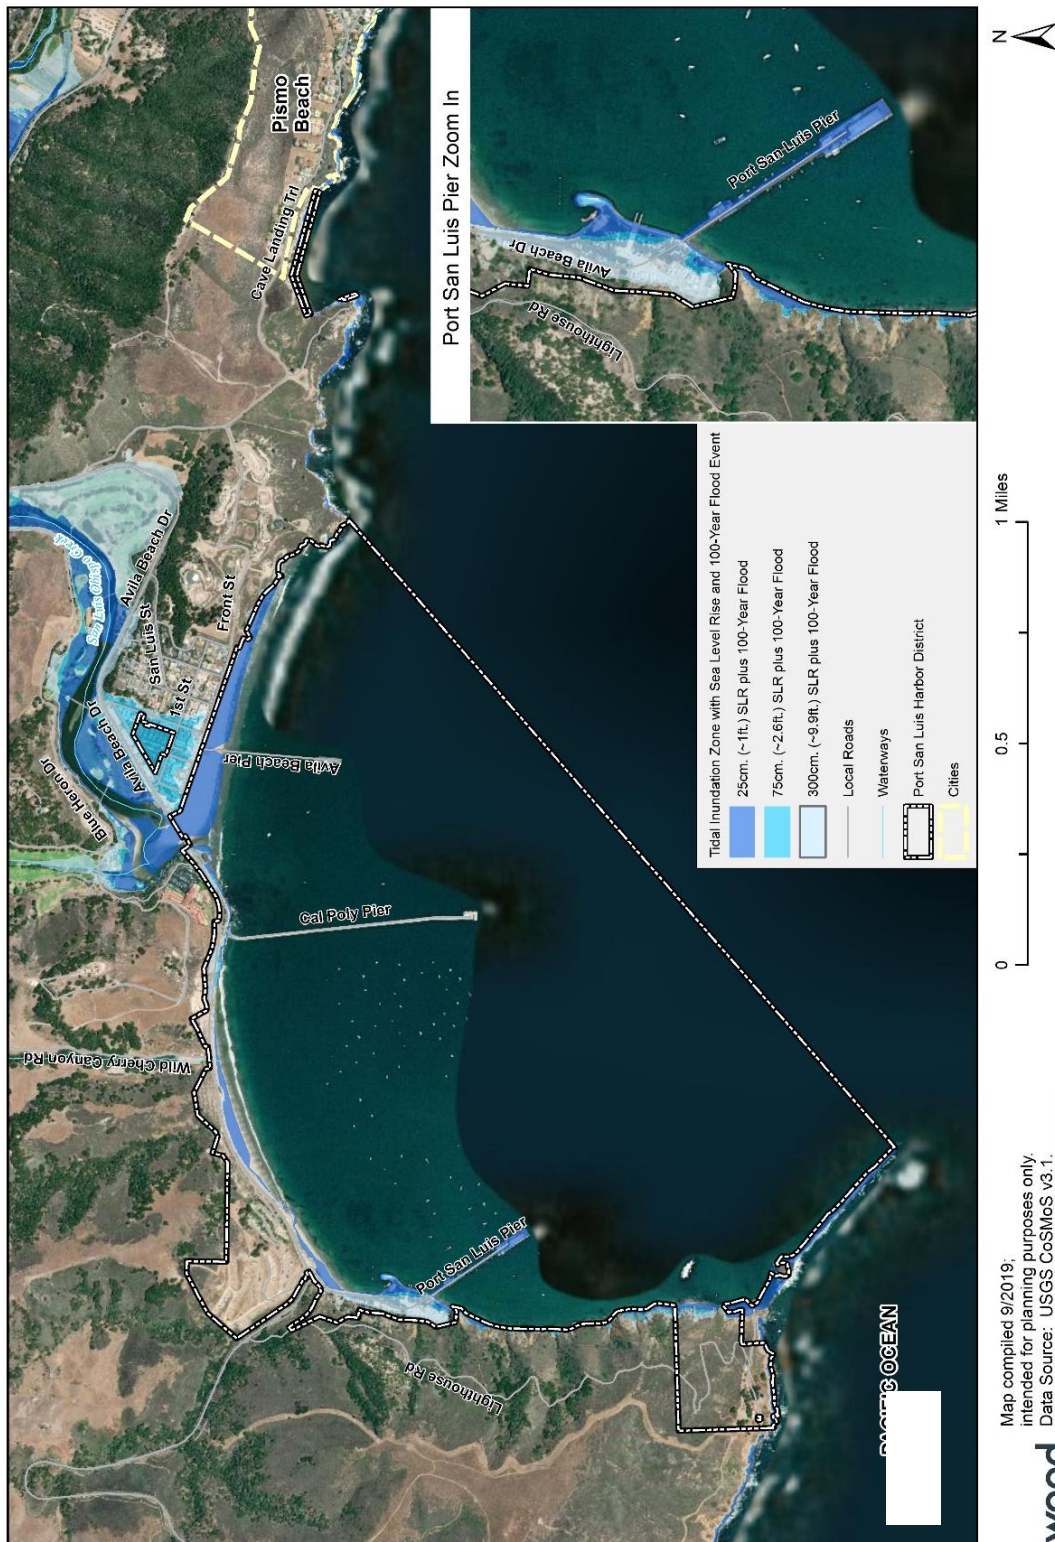 Pismo
Beach
Cave Landing Trl
San Luis Obispo Creek
Avila Beach Dr
San Luis St
Front St
1st St
Avila Beach Dr
Blue Heron Dr
Avila Beach Pier
Cal Poly Pier
Wild Cherry Canyon Rd
Port San Luis Pier
Lighthouse Rd
PACIFIC OCEAN
Port San Luis Pier Zoom In
Avila Beach Dr
Lighthouse Rd
Port San Luis Pier
Tidal Inundation Zone with Sea Level Rise and 100-Year Flood Event
25cm. (~1ft.) SLR plus 100-Year Flood
75cm. (~2.6ft.) SLR plus 100-Year Flood
300cm. (~9.9ft.) SLR plus 100-Year Flood
Local Roads
Waterways
Port San Luis Harbor District
Cities
N
0 0.5 1 Miles
Map compiled 9/2019;
intended for planning purposes only.
Data Source: USGS CoSMoS v3.1.
wood